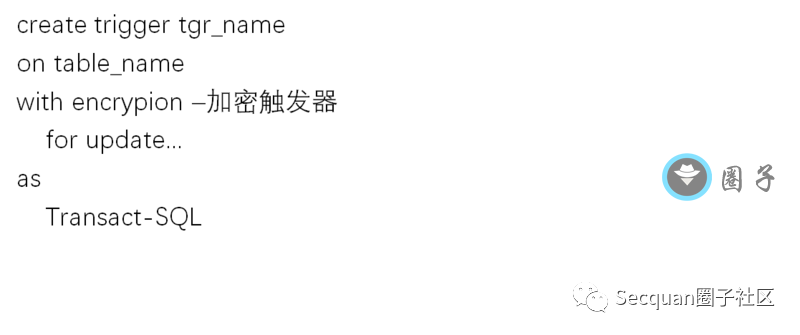 create trigger tgr_name
on table_name
with encrypion –加密触发器
for update...
as
Transact-SQL
圈子
Secquan圈子社区